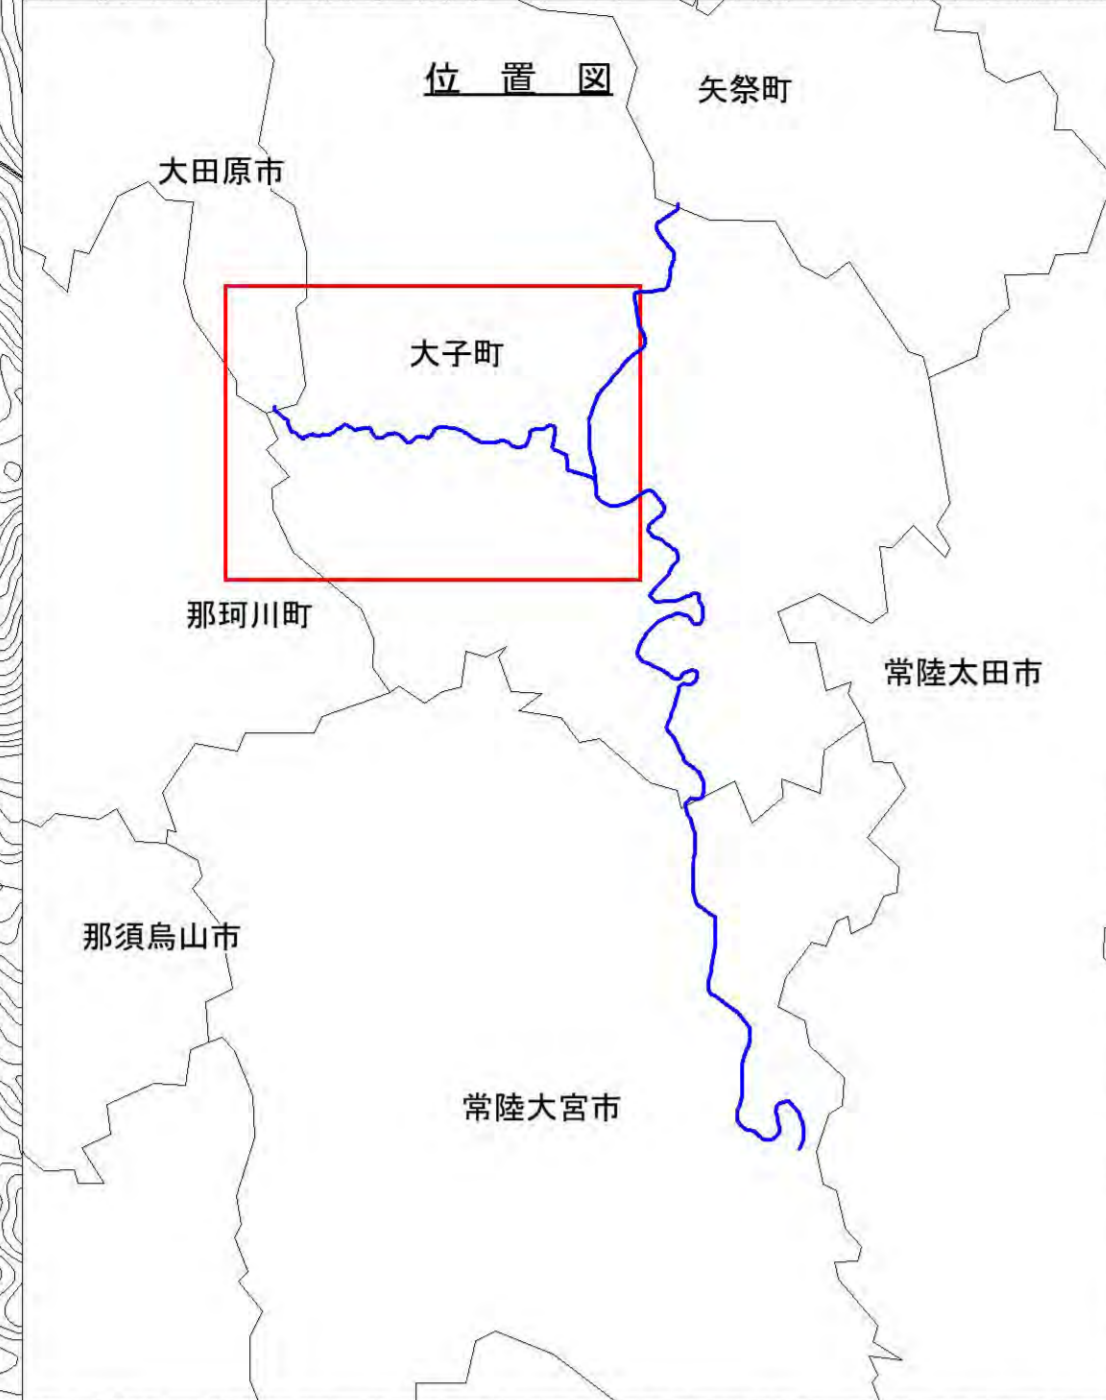 位 置 図
矢祭町
大田原市
大子町
那珂川町
常陸太田市
那須烏山市
常陸大宮市